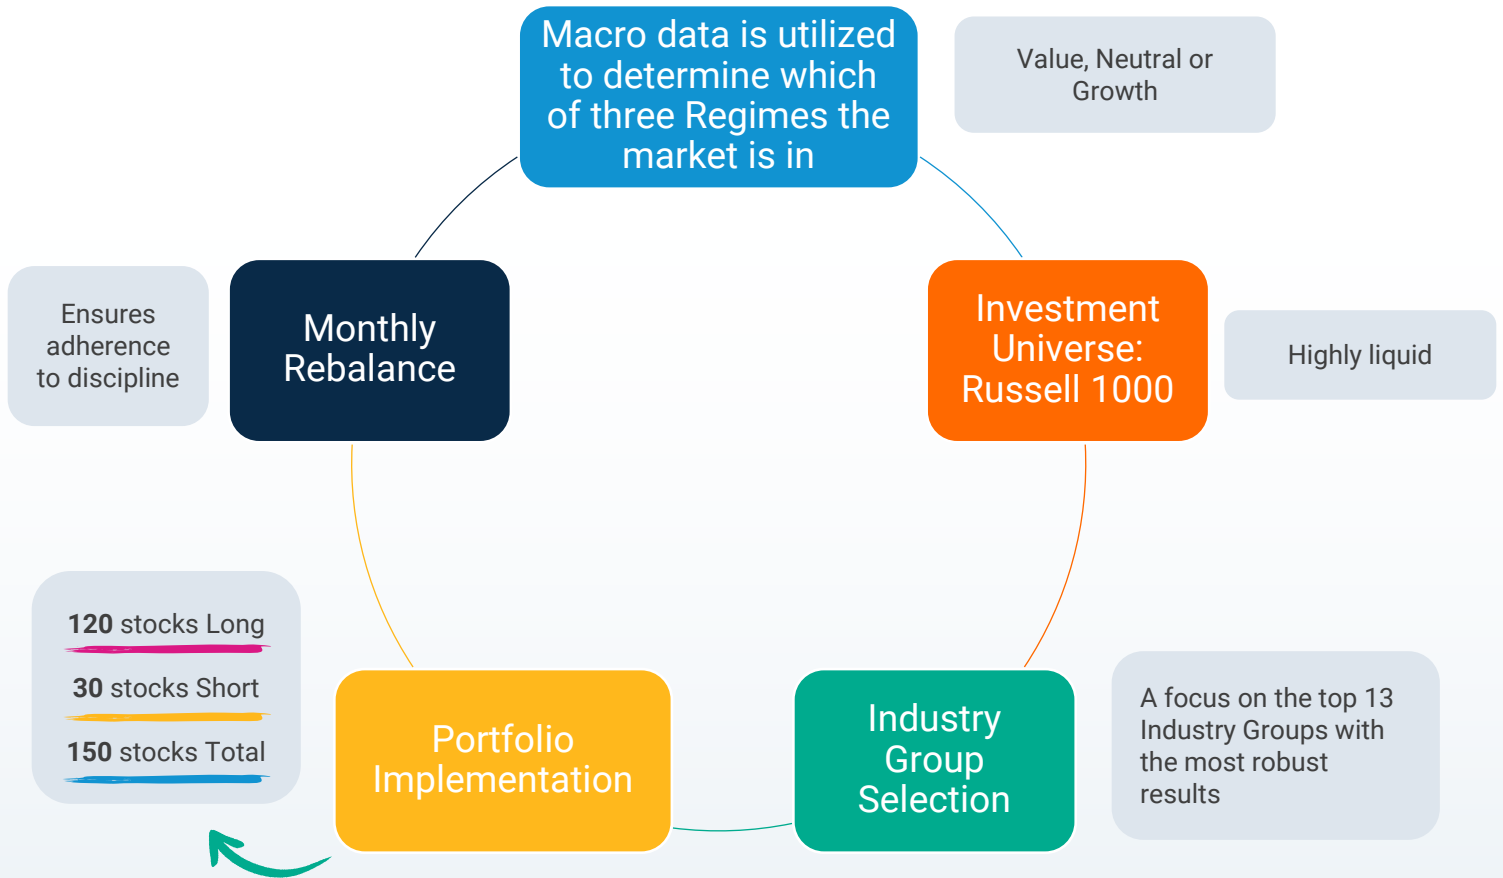 Macro data is utilized
to determine which
of three Regimes the
market is in
Value, Neutral or
Growth
Investment
Universe:
Russell 1000
Highly liquid
Industry
Group
Selection
A focus on the top 13
Industry Groups with
the most robust
results
Portfolio
Implementation
120 stocks Long
30 stocks Short
150 stocks Total
Monthly
Rebalance
Ensures
adherence
to discipline